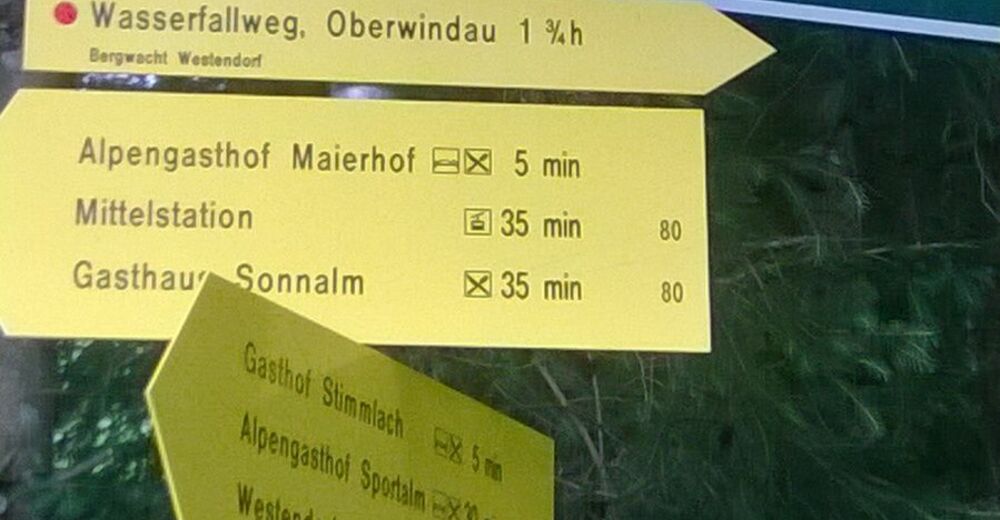 Wasserfallweg, Oberwindau 1 ¾h
Bergwacht Westendorf
Alpengasthof Maierhof 5 min
Mittelstation 35 min 80
Gasthaus Sonnalm 35 min 80
Gasthof Stimmlach 5 min
Alpengasthof Sportalm